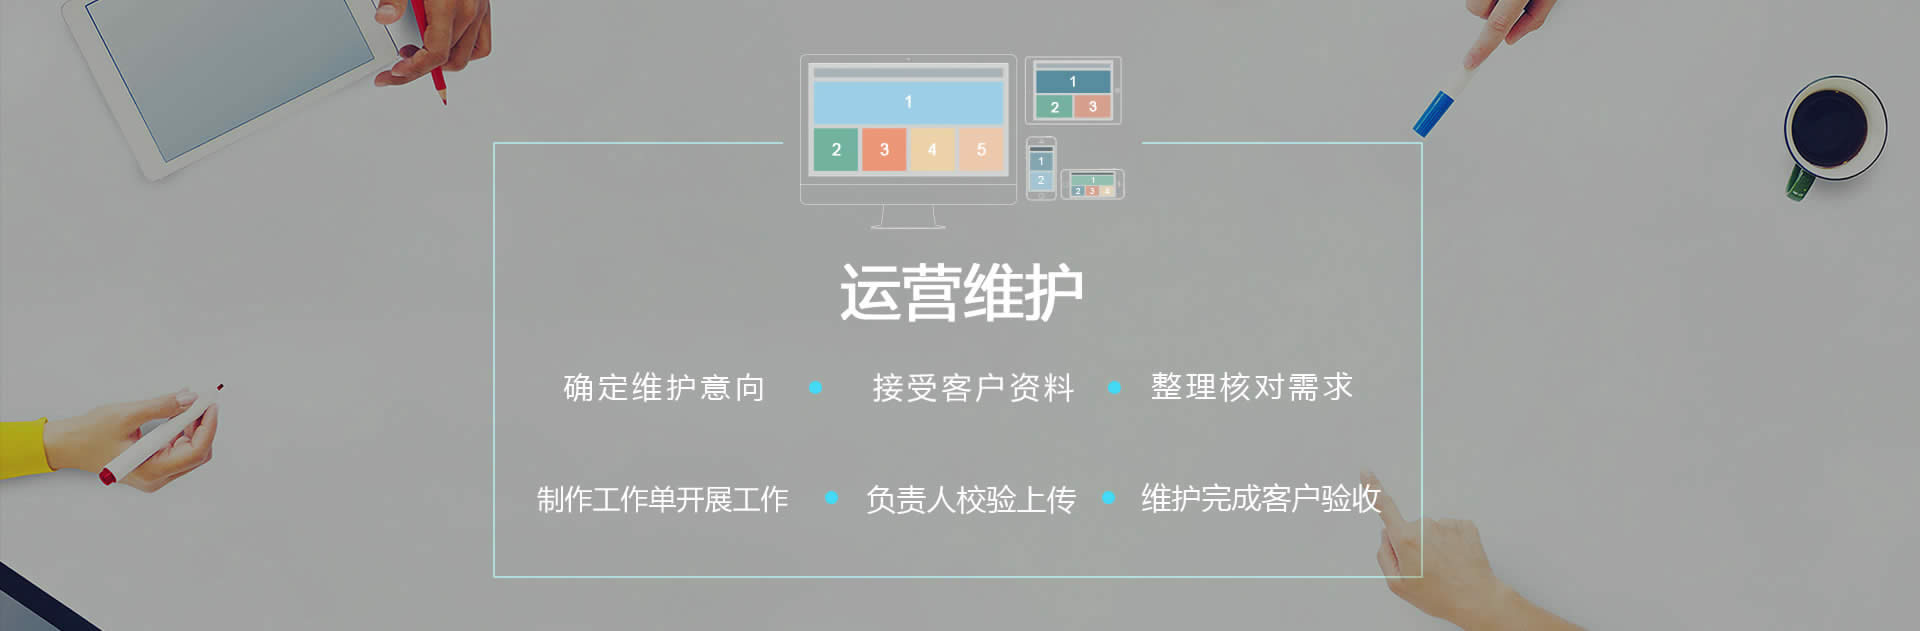 1
2 3 4 5
1
2 3
1
2
1
2 3 4
运营维护
确定维护意向 • 接受客户资料 • 整理核对需求
制作工作单开展工作 • 负责人校验上传 • 维护完成客户验收